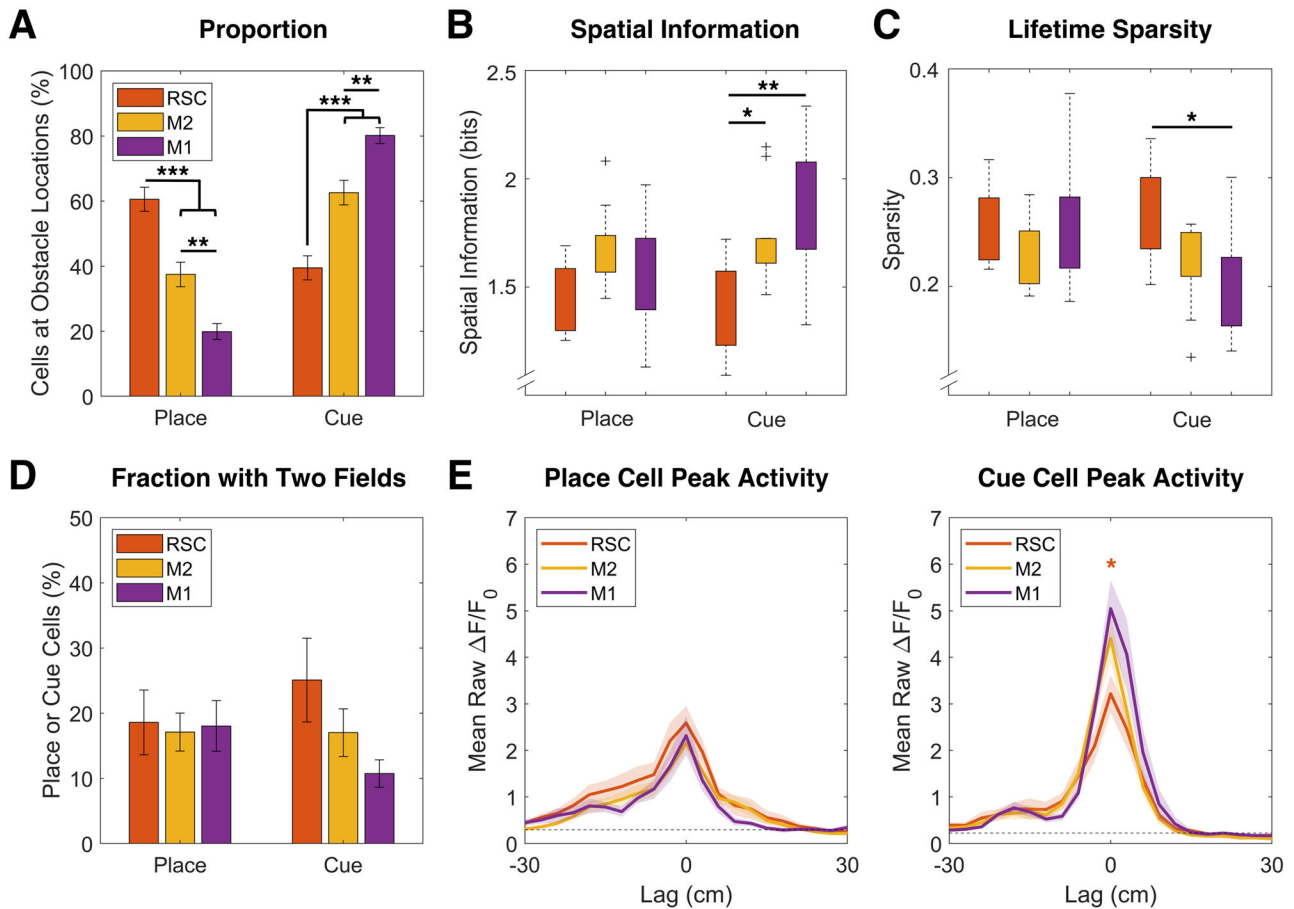 A
Proportion
Cells at Obstacle Locations (%)
100
80
60
40
20
0
RSC
M2
M1
***
**
***
**
Place
Cue
B
Spatial Information
Spatial Information (bits)
2.5
2
1.5
*
**
Place
Cue
C
Lifetime Sparsity
Sparsity
0.4
0.3
0.2
*
Place
Cue
D
Fraction with Two Fields
Place or Cue Cells (%)
50
40
30
20
10
0
RSC
M2
M1
Place
Cue
E
Place Cell Peak Activity
Mean Raw ΔF/F0
7
6
5
4
3
2
1
0
RSC
M2
M1
-30
0
30
Lag (cm)
Cue Cell Peak Activity
Mean Raw ΔF/F0
7
6
5
4
3
2
1
0
RSC
M2
M1
*
-30
0
30
Lag (cm)